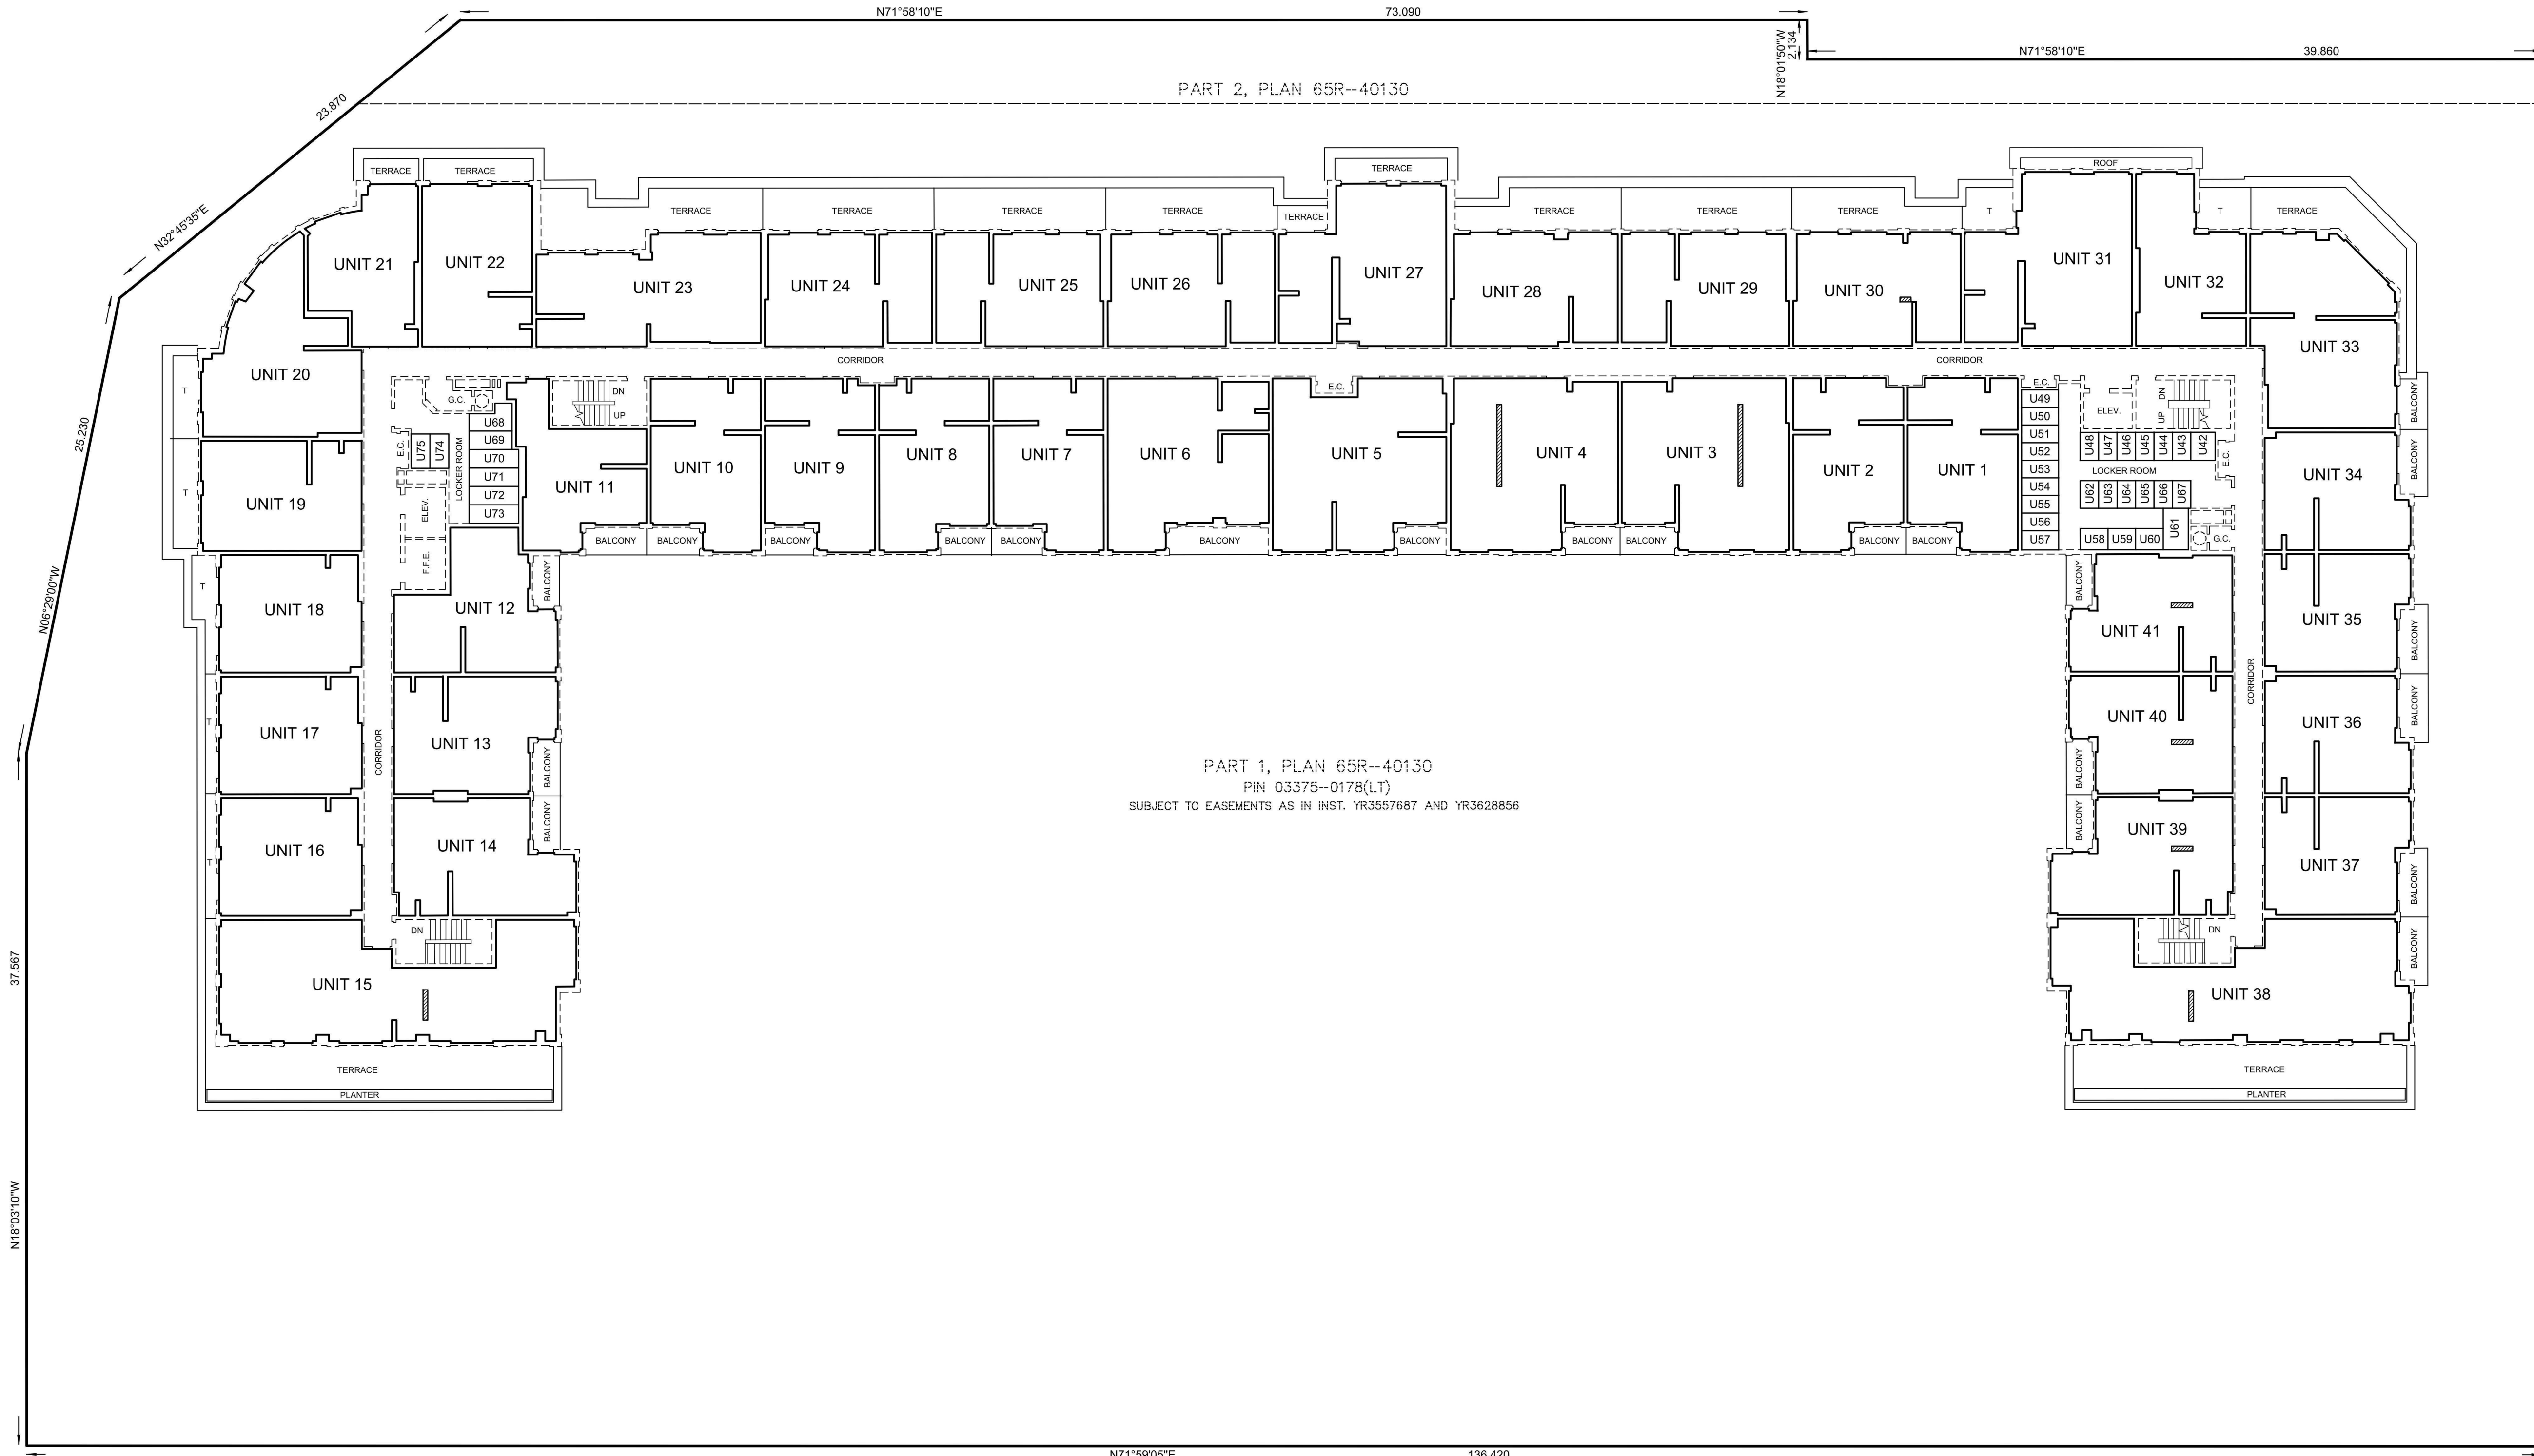 N71°58'10"E 73.090
N18°01'50"W
2.134
N71°58'10"E 39.860
PART 2, PLAN 65R--40130
23.870
N32°45'35"E
25.230
N06°29'00"W
37.567
N18°03'10"W
TERRACE
TERRACE
TERRACE
ROOF
TERRACE
TERRACE
TERRACE
TERRACE
TERRACE
TERRACE
TERRACE
TERRACE
T
T
TERRACE
UNIT 21
UNIT 22
UNIT 23
UNIT 24
UNIT 25
UNIT 26
UNIT 27
UNIT 28
UNIT 29
UNIT 30
UNIT 31
UNIT 32
UNIT 33
CORRIDOR
CORRIDOR
UNIT 20
T
G.C.
DN
UP
E.C.
E.C.
ELEV.
DN
UP
BALCONY
U68
U69
U70
U71
U72
U73
U75
U74
E.C.
LOCKER ROOM
ELEV.
F.F.E.
U49
U50
U51
U52
U53
U54
U55
U56
U57
U48
U47
U46
U45
U44
U43
U42
E.C.
LOCKER ROOM
U62
U63
U64
U65
U66
U67
U61
U58
U59
U60
G.C.
UNIT 19
T
UNIT 11
UNIT 10
UNIT 9
UNIT 8
UNIT 7
UNIT 6
UNIT 5
UNIT 4
UNIT 3
UNIT 2
UNIT 1
UNIT 34
BALCONY
BALCONY
BALCONY
BALCONY
BALCONY
BALCONY
BALCONY
BALCONY
BALCONY
BALCONY
BALCONY
BALCONY
T
UNIT 18
UNIT 12
BALCONY
BALCONY
UNIT 41
UNIT 35
BALCONY
T
UNIT 17
CORRIDOR
UNIT 13
BALCONY
UNIT 40
BALCONY
CORRIDOR
UNIT 36
BALCONY
PART 1, PLAN 65R--40130
PIN 03375--0178(LT)
SUBJECT TO EASEMENTS AS IN INST. YR3557687 AND YR3628856
T
UNIT 16
UNIT 14
BALCONY
BALCONY
UNIT 39
UNIT 37
BALCONY
DN
UNIT 15
DN
UNIT 38
BALCONY
TERRACE
PLANTER
TERRACE
PLANTER
N71°59'05"E 136.420